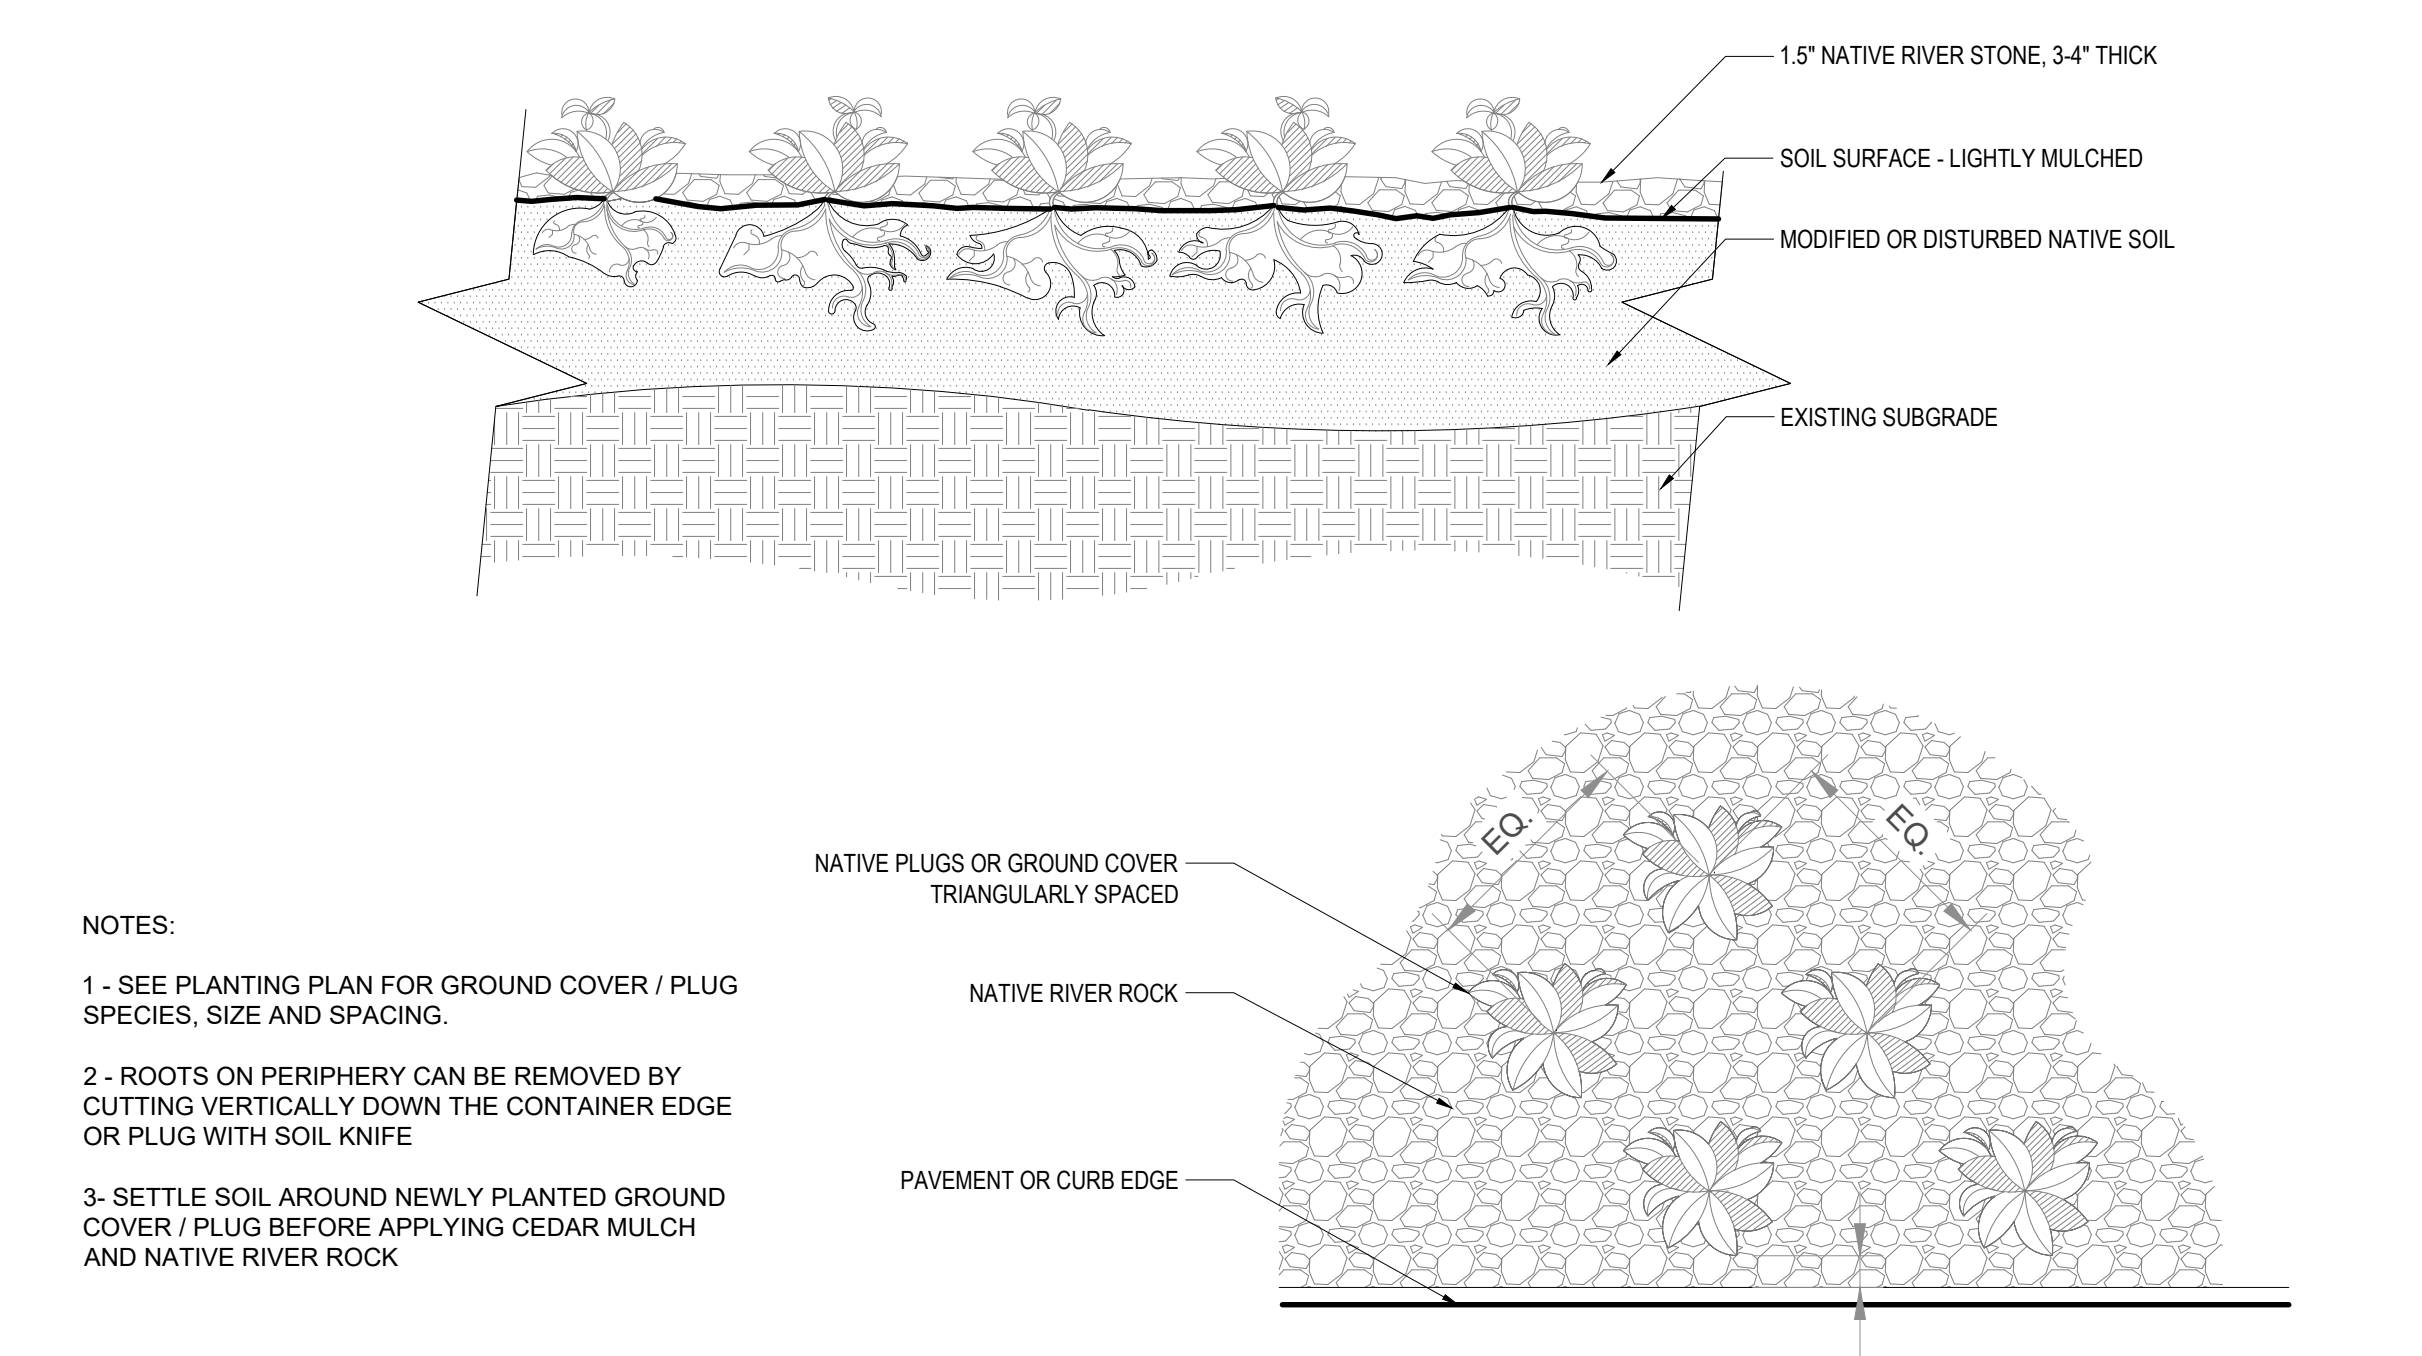 1.5" NATIVE RIVER STONE, 3-4" THICK
SOIL SURFACE - LIGHTLY MULCHED
MODIFIED OR DISTURBED NATIVE SOIL
EXISTING SUBGRADE
EQ.
EQ.
NATIVE PLUGS OR GROUND COVER
TRIANGULARLY SPACED
NATIVE RIVER ROCK
PAVEMENT OR CURB EDGE
NOTES:
1 - SEE PLANTING PLAN FOR GROUND COVER / PLUG
SPECIES, SIZE AND SPACING.
2 - ROOTS ON PERIPHERY CAN BE REMOVED BY
CUTTING VERTICALLY DOWN THE CONTAINER EDGE
OR PLUG WITH SOIL KNIFE
3- SETTLE SOIL AROUND NEWLY PLANTED GROUND
COVER / PLUG BEFORE APPLYING CEDAR MULCH
AND NATIVE RIVER ROCK